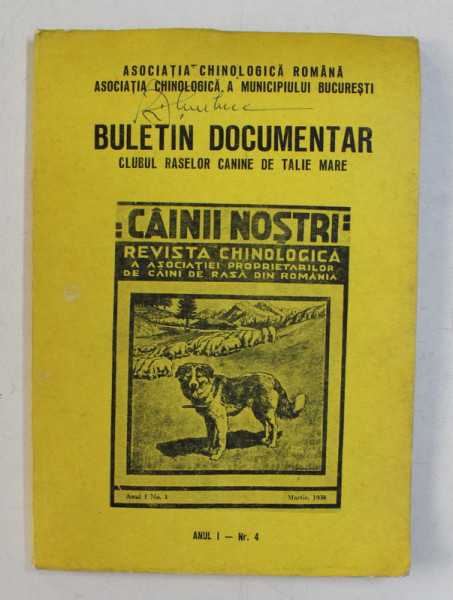 ASOCIAȚIA CHINOLOGICĂ ROMÂNĂ
ASOCIAȚIA CHINOLOGICĂ A MUNICIPIULUI BUCUREȘTI
BULETIN DOCUMENTAR
CLUBUL RASELOR CANINE DE TALIE MARE
CÂINII NOȘTRI
REVISTA CHINOLOGICĂ
A ASOCIAȚIEI PROPRIETARILOR
DE CÂINI DE RASĂ DIN ROMÂNIA
Anul I No. 1 Martie, 1938
ANUL I — Nr. 4